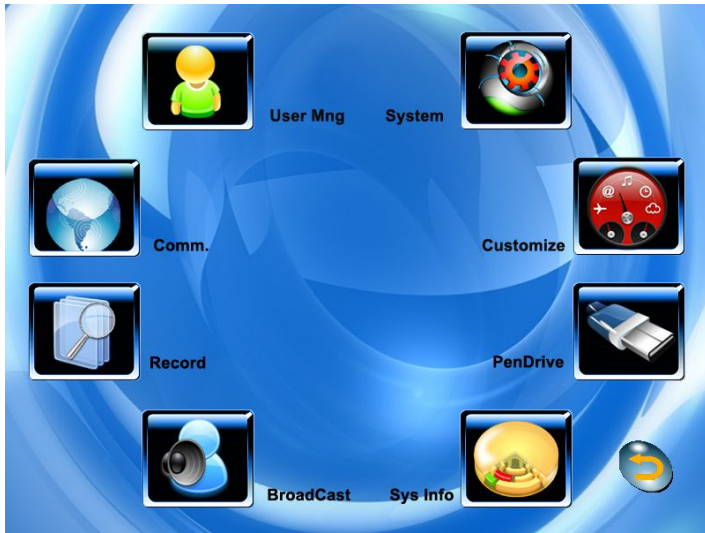 User Mng
System
Comm.
Customize
Record
PenDrive
BroadCast
Sys Info